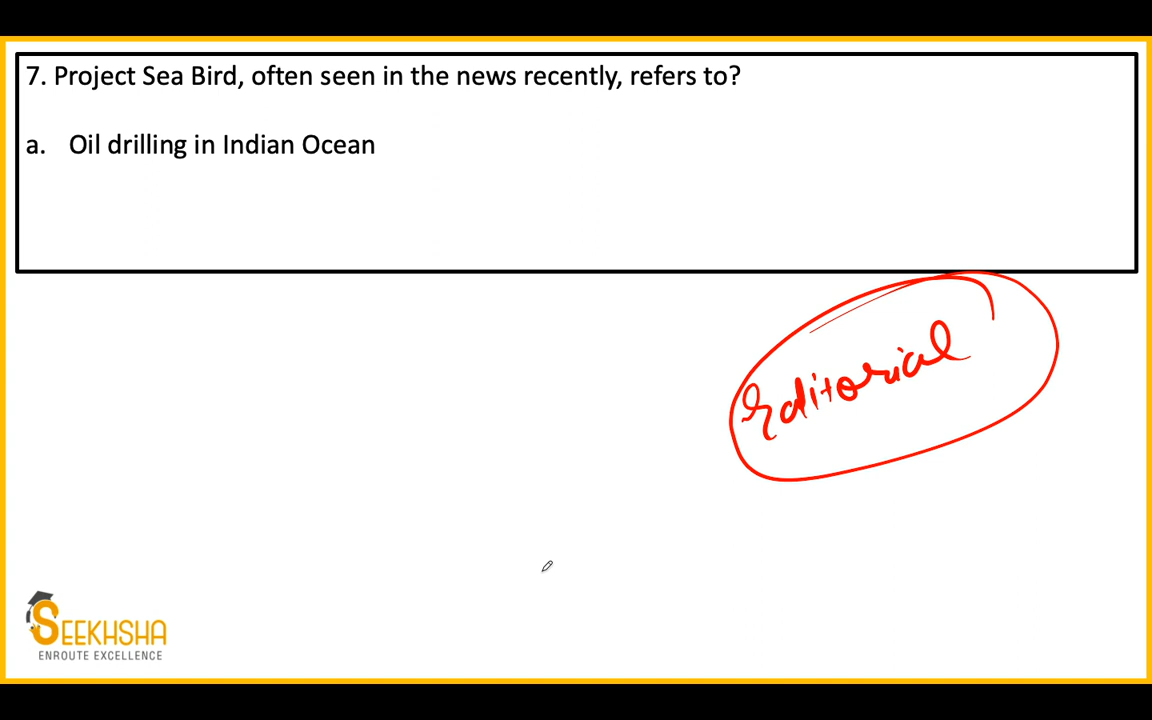 7. Project Sea Bird, often seen in the news recently, refers to?
a. Oil drilling in Indian Ocean
Editorial
SEEKHSHA
ENROUTE EXCELLENCE